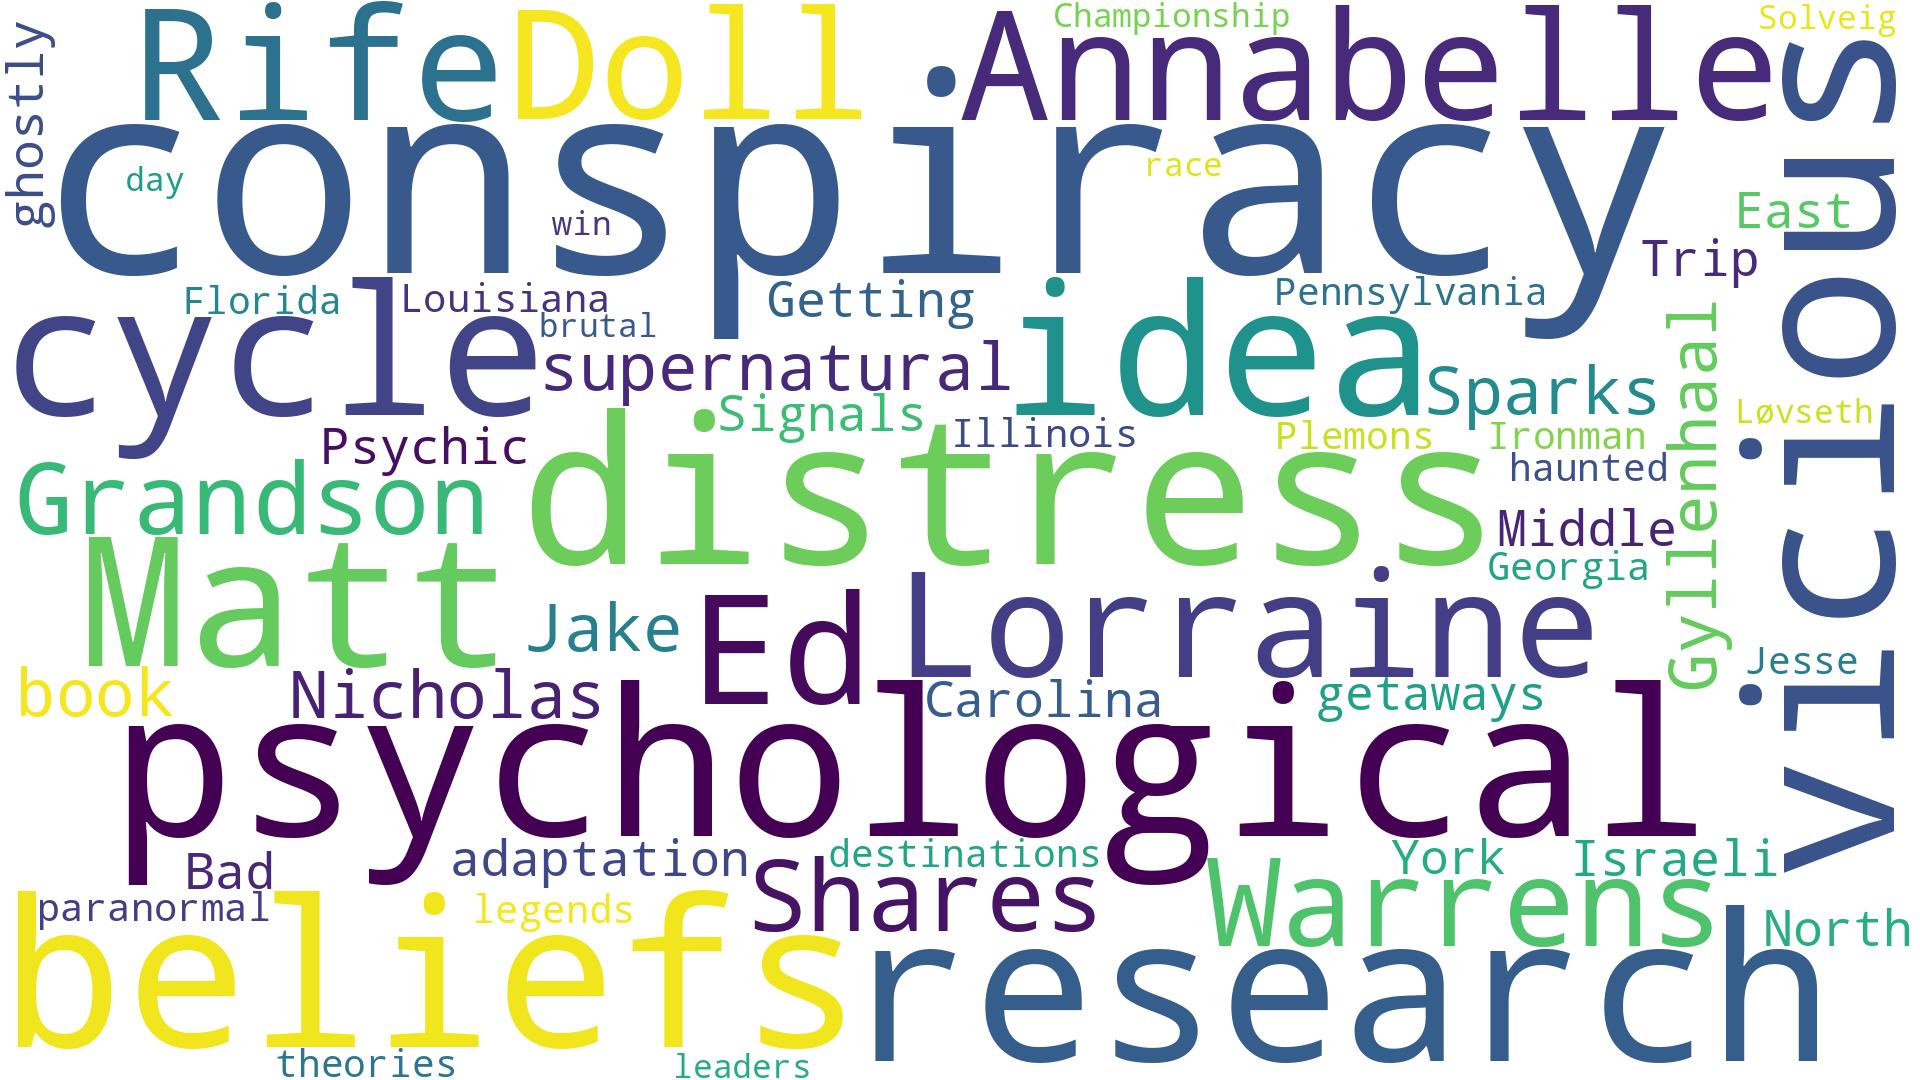 Championship
Solveig
Rife
Doll
Annabelle
ghostly
conspiracy
vicious
day
race
win
East
Trip
Florida
Louisiana
Getting
Pennsylvania
cycle
brutal
idea
supernatural
Gyllenhaal
Sparks
Signals
Løvseth
Psychic
Illinois
Plemons
Ironman
haunted
Grandson
distress
Middle
Georgia
Matt
Jake
Ed
Lorraine
Jesse
book
Nicholas
Carolina
getaways
psychological
Bad
adaptation
destinations
York
Israeli
paranormal
legends
Shares
Warrens
North
beliefs
research
theories
leaders